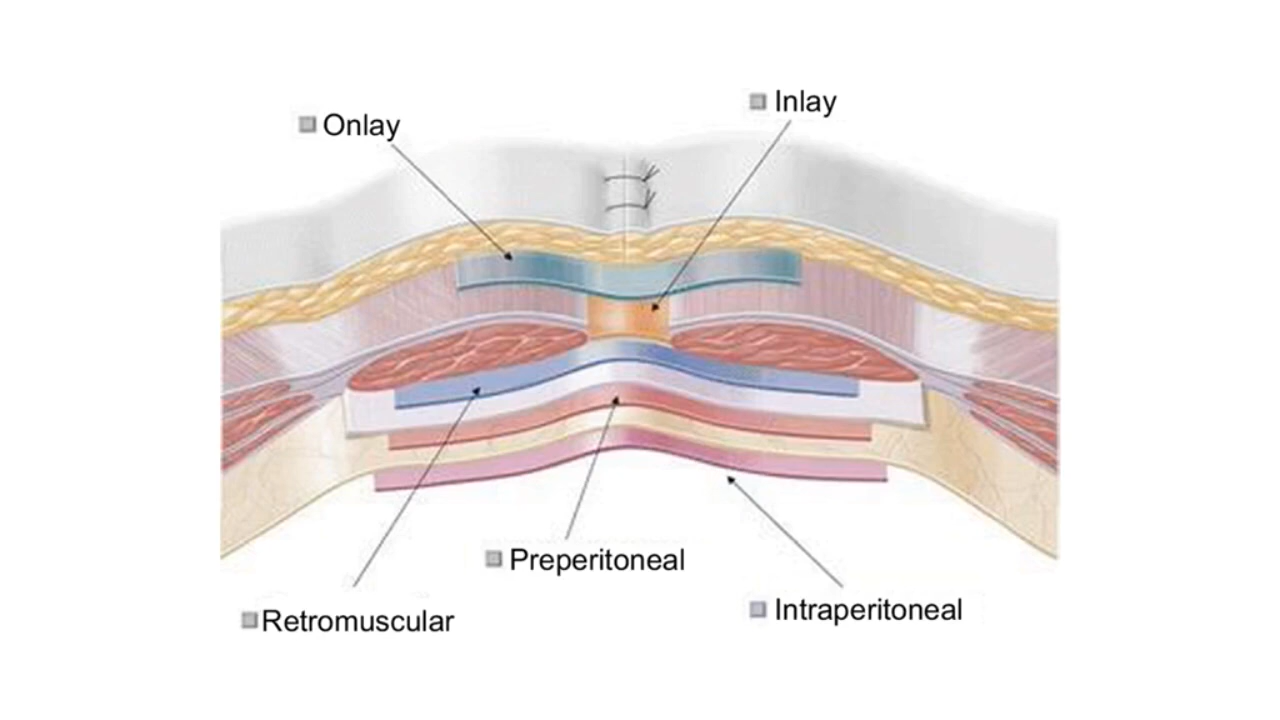 Inlay
Onlay
Preperitoneal
Intraperitoneal
Retromuscular